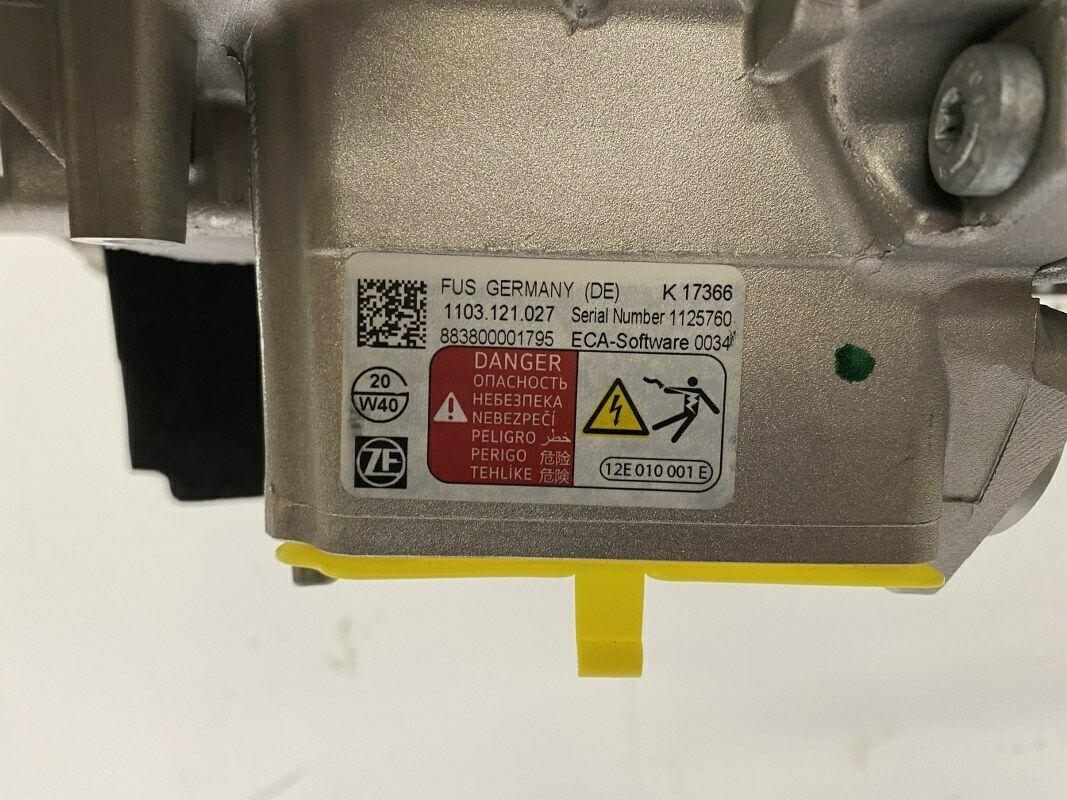 FUS GERMANY (DE) K 17366
1103.121.027 Serial Number 1125760
883800001795 ECA-Software 0034
20
W40
ZF
DANGER
ОПАСНОСТЬ
НЕБЕЗПЕКА
NEBEZPEČÍ
PELIGRO خطر
PERIGO 危险
TEHLİKE 危険
12E 010 001 E